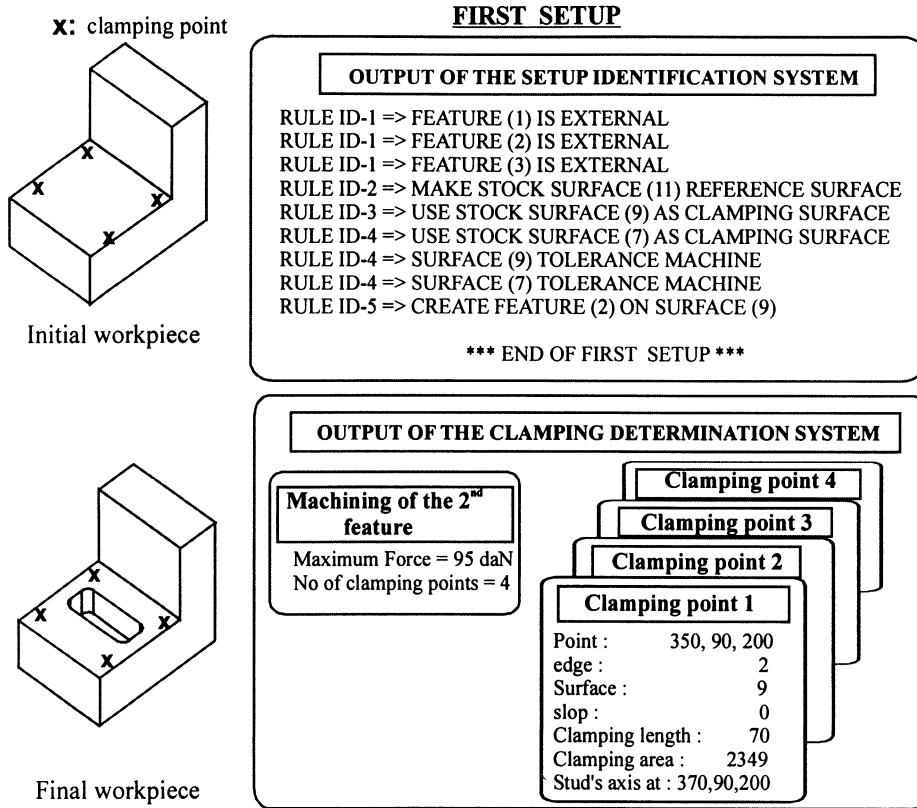 FIRST SETUP
x: clamping point
OUTPUT OF THE SETUP IDENTIFICATION SYSTEM
RULE ID-1 => FEATURE (1) IS EXTERNAL
RULE ID-1 => FEATURE (2) IS EXTERNAL
RULE ID-1 => FEATURE (3) IS EXTERNAL
RULE ID-2 => MAKE STOCK SURFACE (11) REFERENCE SURFACE
RULE ID-3 => USE STOCK SURFACE (9) AS CLAMPING SURFACE
RULE ID-4 => USE STOCK SURFACE (7) AS CLAMPING SURFACE
RULE ID-4 => SURFACE (9) TOLERANCE MACHINE
RULE ID-4 => SURFACE (7) TOLERANCE MACHINE
RULE ID-5 => CREATE FEATURE (2) ON SURFACE (9)
*** END OF FIRST SETUP ***
x
x
x
x
Initial workpiece
OUTPUT OF THE CLAMPING DETERMINATION SYSTEM
Machining of the 2nd
feature
Maximum Force = 95 daN
No of clamping points = 4
Clamping point 4
Clamping point 3
Clamping point 2
Clamping point 1
Point : 350, 90, 200
edge : 2
Surface : 9
slop : 0
Clamping length : 70
Clamping area : 2349
Stud's axis at : 370,90,200
x
x
x
x
Final workpiece